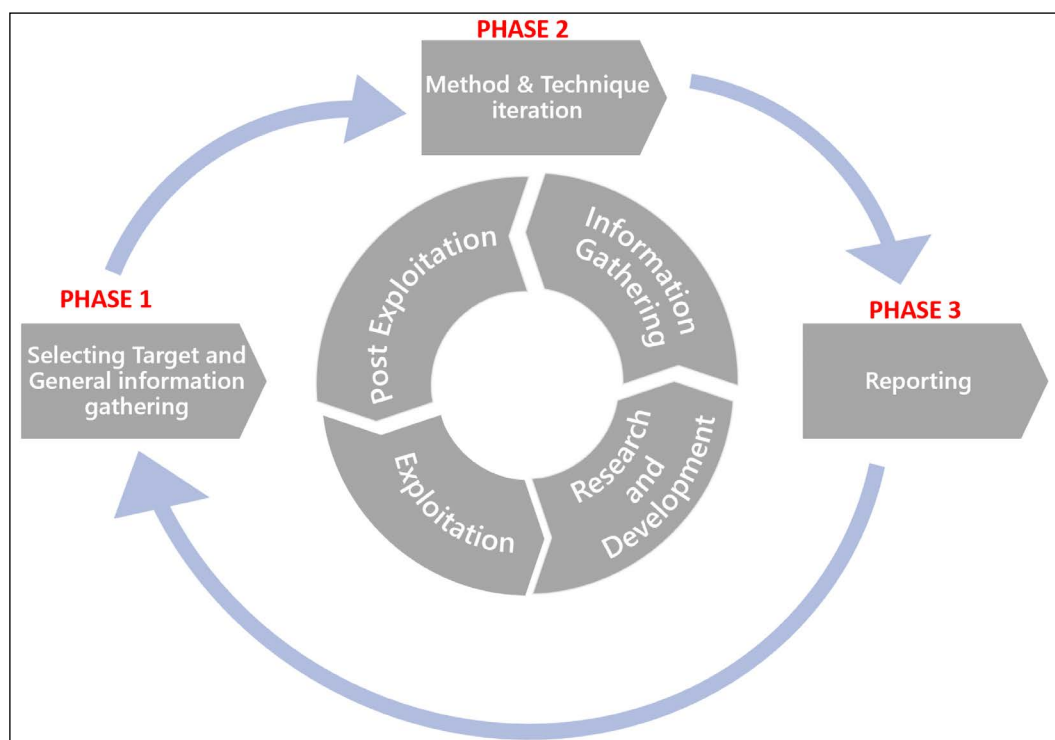 PHASE 2
Method & Technique
iteration
PHASE 1
Selecting Target and
General information
gathering
PHASE 3
Reporting
Information
Gathering
Research
and
Development
Exploitation
Post Exploitation